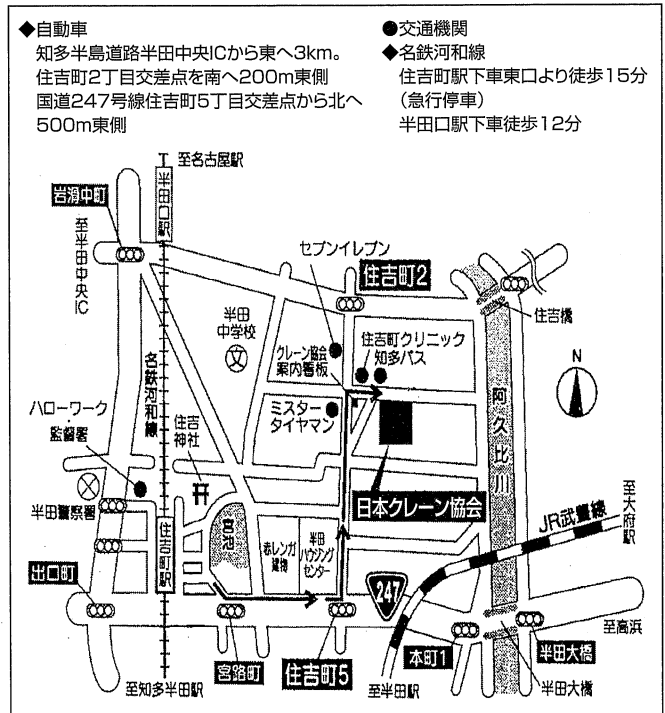 ◆自動車
知多半島道路半田中央ICから東へ3km。
住吉町2丁目交差点を南へ200m東側
国道247号線住吉町5丁目交差点から北へ
500m東側
●交通機関
◆名鉄河和線
住吉町駅下車東口より徒歩15分
（急行停車）
半田口駅下車徒歩12分
至名古屋駅
岩滑中町
半田口駅
至半田中央IC
セブンイレブン
住吉町2
住吉橋
半田
中学校
文
クレーン協会
案内看板
住吉町クリニック
知多バス
N
名鉄河和線
ハローワーク・
監督署
住吉
神社
ミスター
タイヤマン
阿久比川
半田警察署
日本クレーン協会
JR武豊線
至大府駅
住吉町駅
宮池
赤レンガ
建物
半田
ハウジング
センター
出口町
247
宮路町
住吉町5
本町1
半田大橋
至高浜
至知多半田駅
至半田駅
半田大橋